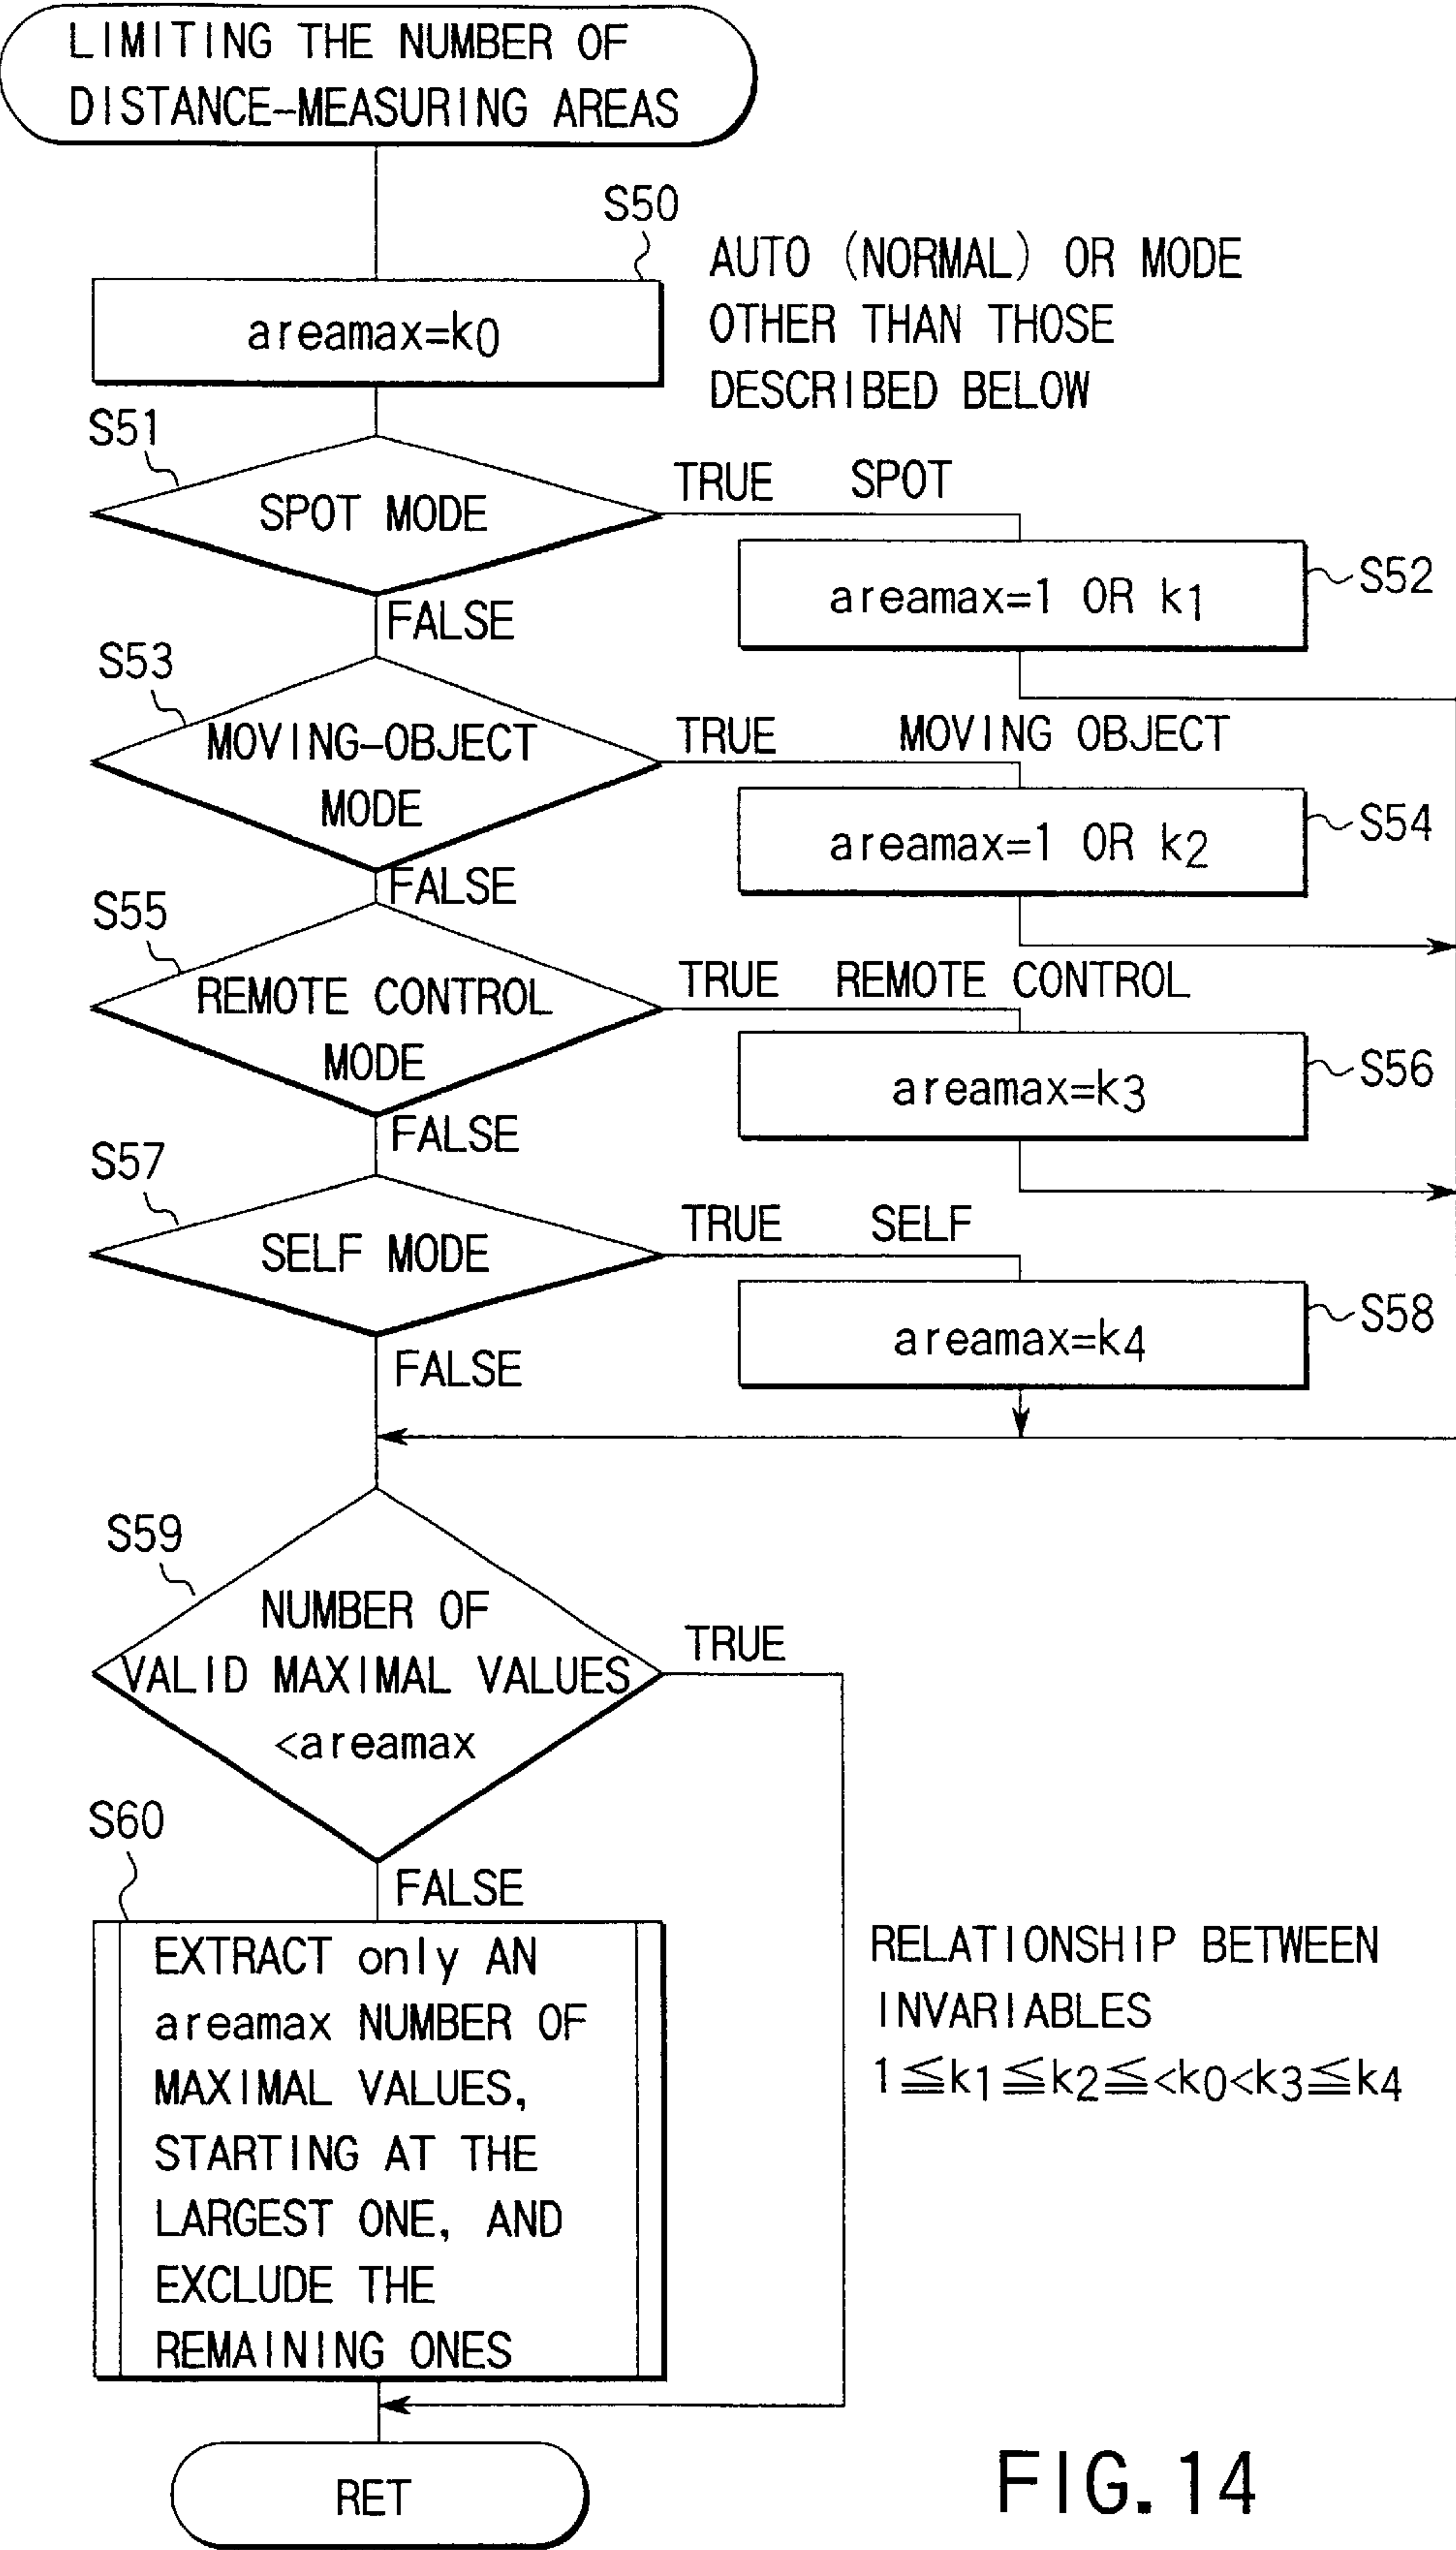 LIMITING THE NUMBER OF
DISTANCE-MEASURING AREAS
S50
areamax=k0
AUTO (NORMAL) OR MODE
OTHER THAN THOSE
DESCRIBED BELOW
S51
SPOT MODE
TRUE SPOT
FALSE
areamax=1 OR k1
S52
S53
MOVING-OBJECT
MODE
TRUE MOVING OBJECT
FALSE
areamax=1 OR k2
S54
S55
REMOTE CONTROL
MODE
TRUE REMOTE CONTROL
FALSE
areamax=k3
S56
S57
SELF MODE
TRUE SELF
FALSE
areamax=k4
S58
S59
NUMBER OF
VALID MAXIMAL VALUES
<areamax
TRUE
FALSE
S60
EXTRACT only AN
areamax NUMBER OF
MAXIMAL VALUES,
STARTING AT THE
LARGEST ONE, AND
EXCLUDE THE
REMAINING ONES
RELATIONSHIP BETWEEN
INVARIABLES
1≦k1≦k2≦<k0<k3≦k4
RET
FIG. 14